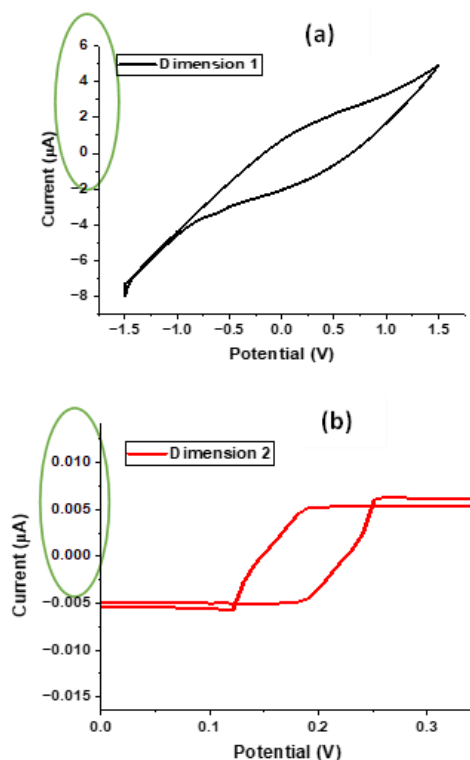 (a)
Dimension 1
Current (µA)
6
4
2
0
−2
−4
−6
−8
−1.5 −1.0 −0.5 0.0 0.5 1.0 1.5
Potential (V)
(b)
Dimension 2
Current (µA)
0.010
0.005
0.000
−0.005
−0.010
−0.015
0.0 0.1 0.2 0.3
Potential (V)